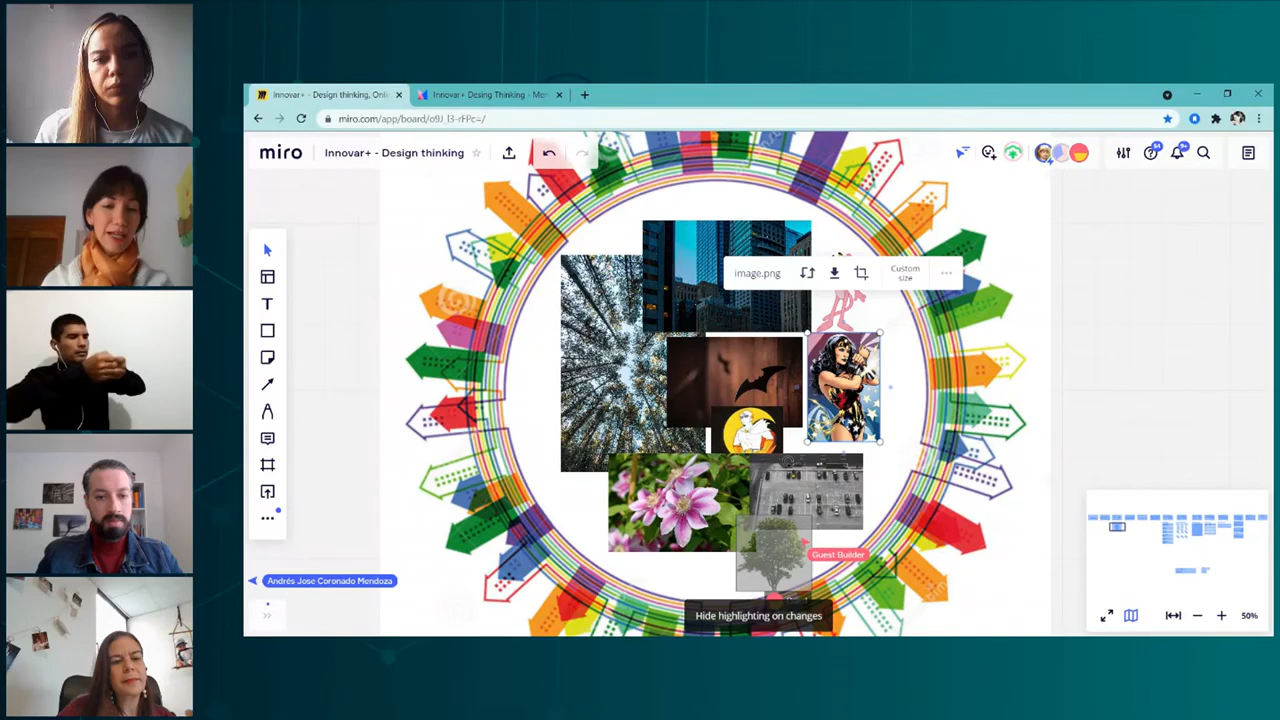 Innovar+ - Design thinking, Onli
Innovar+ Desing Thinking - Men
miro.com/app/board/o9J_l3-rFPc=/
miro
Innovar+ - Design thinking
image.png
Custom
size
Guest Builder
Andrés Jose Coronado Mendoza
Hide highlighting on changes
50%